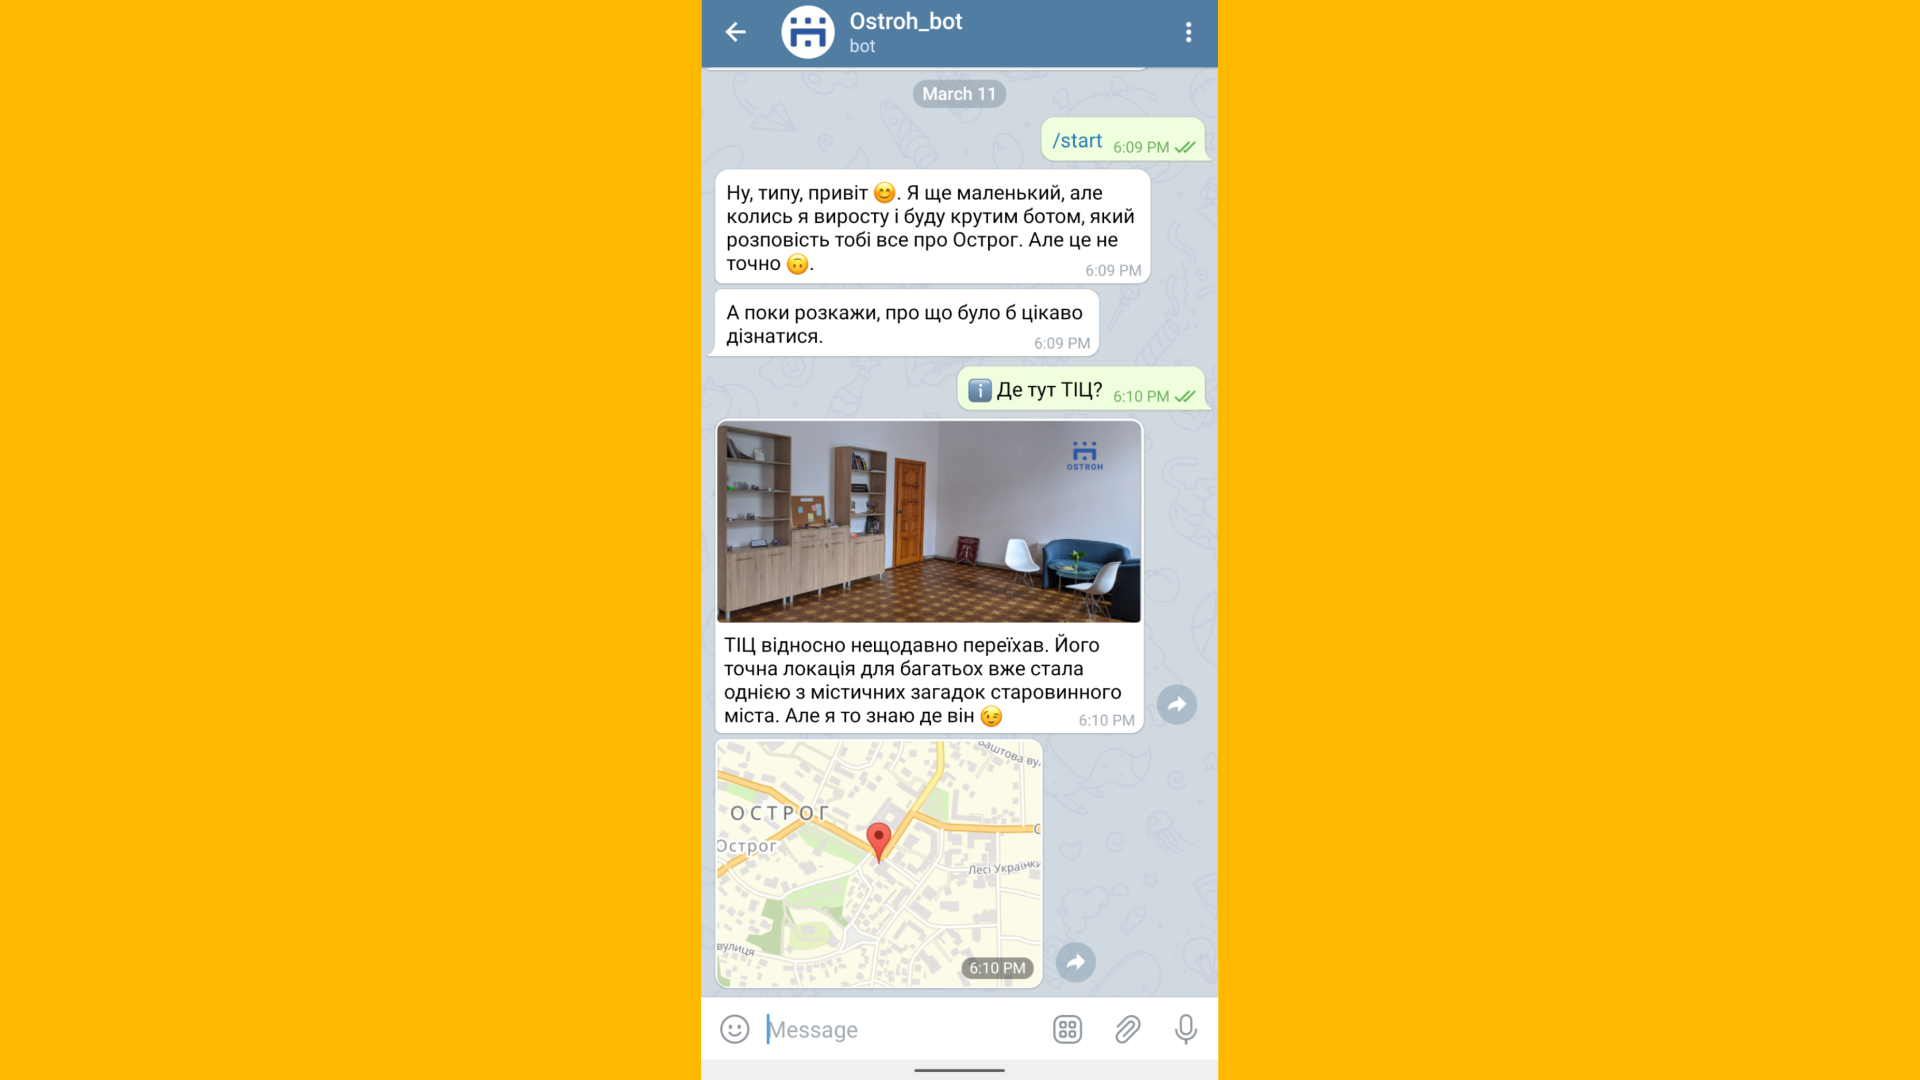 Ostroh_bot
bot
March 11
/start 6:09 PM
Ну, типу, привіт 😊. Я ще маленький, але
колись я виросту і буду крутим ботом, який
розповість тобі все про Острог. Але це не
точно 🙃.
6:09 PM
А поки розкажи, про що було б цікаво
дізнатися.
6:09 PM
ℹ️ Де тут ТІЦ? 6:10 PM
OSTROH
ТІЦ відносно нещодавно переїхав. Його
точна локація для багатьох вже стала
однією з містичних загадок старовинного
міста. Але я то знаю де він 😉
6:10 PM
Баштова ву
ОСТРОГ
Острог
Лесі Українки
вулиця
6:10 PM
Message